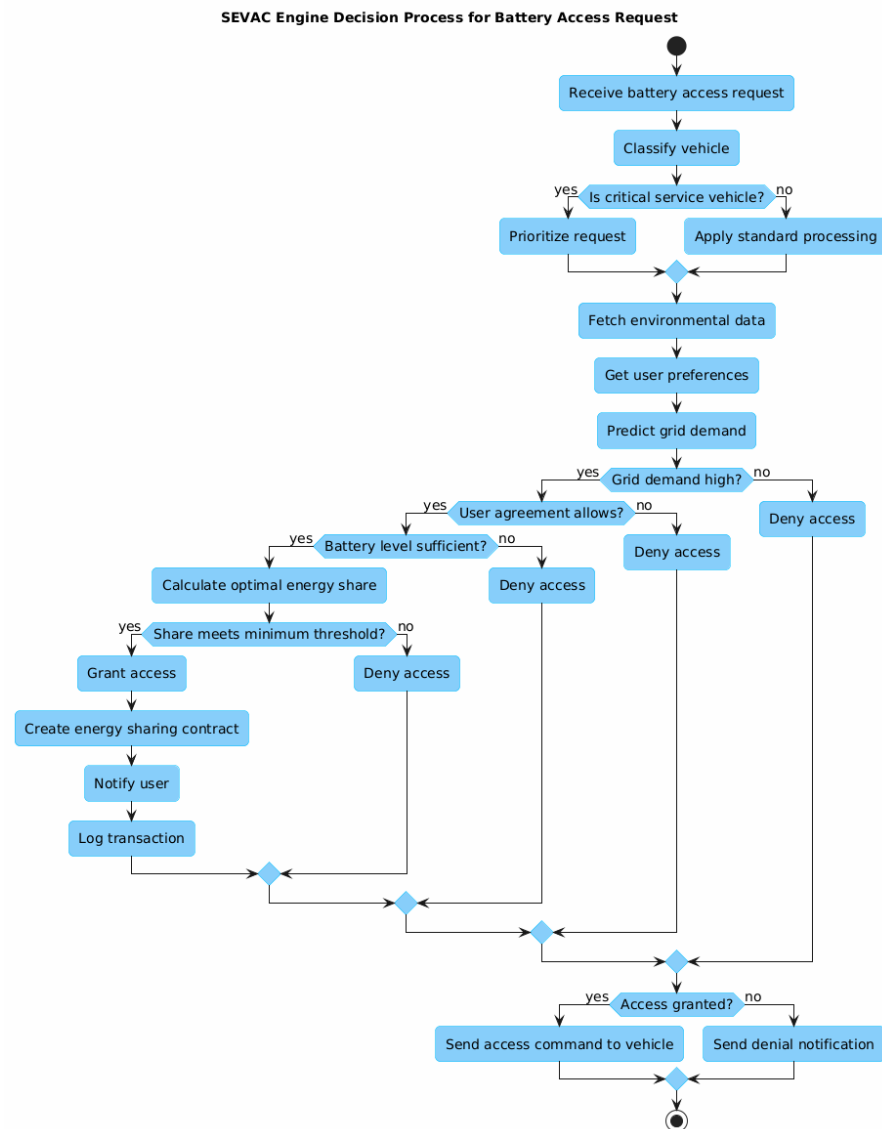 SEVAC Engine Decision Process for Battery Access Request
Receive battery access request
Classify vehicle
yes
Is critical service vehicle?
no
Prioritize request
Apply standard processing
Fetch environmental data
Get user preferences
Predict grid demand
yes
Grid demand high?
no
Deny access
yes
User agreement allows?
no
Deny access
yes
Battery level sufficient?
no
Calculate optimal energy share
Deny access
yes
Share meets minimum threshold?
no
Grant access
Deny access
Create energy sharing contract
Notify user
Log transaction
yes
Access granted?
no
Send access command to vehicle
Send denial notification